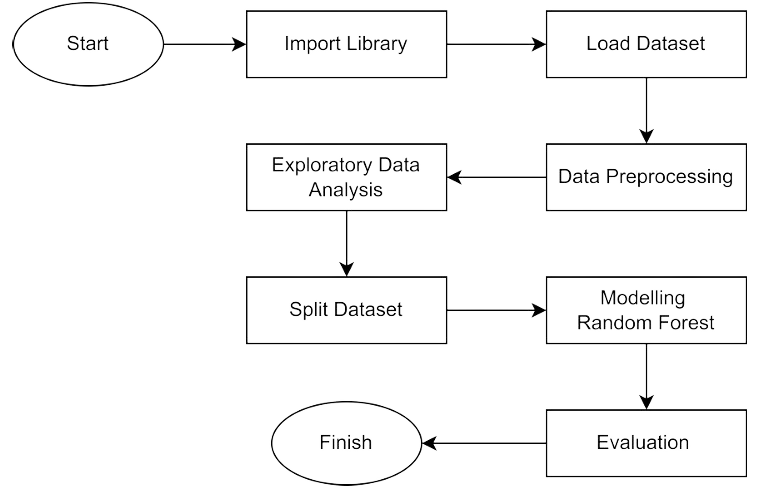 Start
Import Library
Load Dataset
Data Preprocessing
Exploratory Data
Analysis
Split Dataset
Modelling
Random Forest
Evaluation
Finish